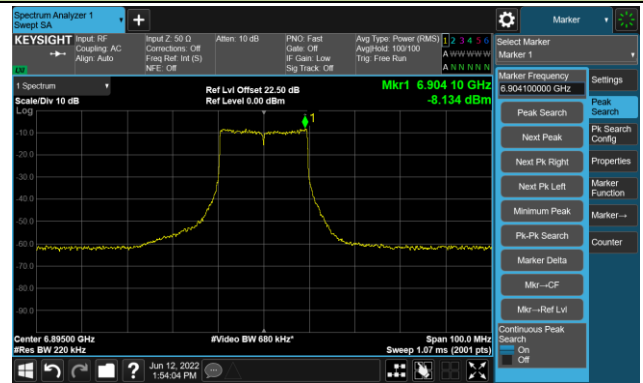 Spectrum Analyzer 1
Swept SA
Marker
KEYSIGHT Input: RF
Coupling: AC
Align: Auto
LW
Input Z: 50 Ω
Corrections: Off
Freq Ref: Int (S)
NFE: Off
Atten: 10 dB
PNO: Fast
Gate: Off
IF Gain: Low
Sig Track: Off
Avg Type: Power (RMS)
Avg|Hold: 100/100
Trig: Free Run
1 2 3 4 5 6
A W W W W W
A N N N N N
Select Marker
Marker 1
1 Spectrum
Scale/Div 10 dB
Log
Ref Lvl Offset 22.50 dB
Ref Level 0.00 dBm
Mkr1 6.904 10 GHz
-8.134 dBm
1
-10.0
-20.0
-30.0
-40.0
-50.0
-60.0
-70.0
-80.0
-90.0
Center 6.89500 GHz
#Res BW 220 kHz
#Video BW 680 kHz*
Span 100.0 MHz
Sweep 1.07 ms (2001 pts)
Marker Frequency
6.904100000 GHz
Peak Search
Next Peak
Next Pk Right
Next Pk Left
Minimum Peak
Pk-Pk Search
Marker Delta
Mkr→CF
Mkr→Ref Lvl
Continuous Peak
Search
On
Off
Settings
Peak
Search
Pk Search
Config
Properties
Marker
Function
Marker→
Counter
Jun 12, 2022
1:54:04 PM